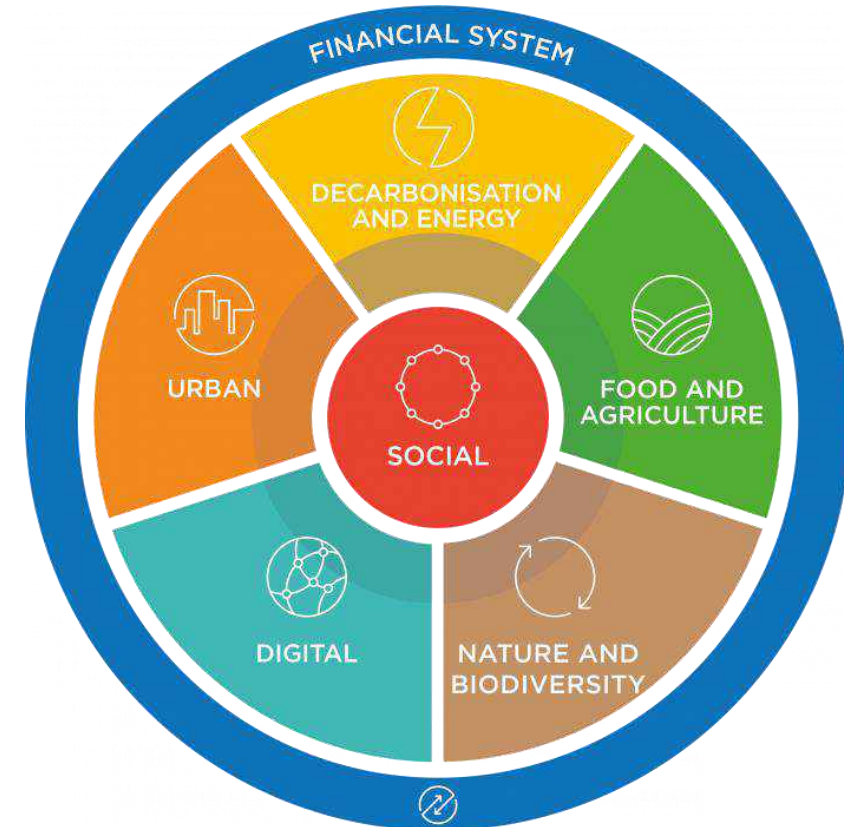 FINANCIAL SYSTEM
DECARBONISATION
AND ENERGY
URBAN
FOOD AND
AGRICULTURE
SOCIAL
DIGITAL
NATURE AND
BIODIVERSITY